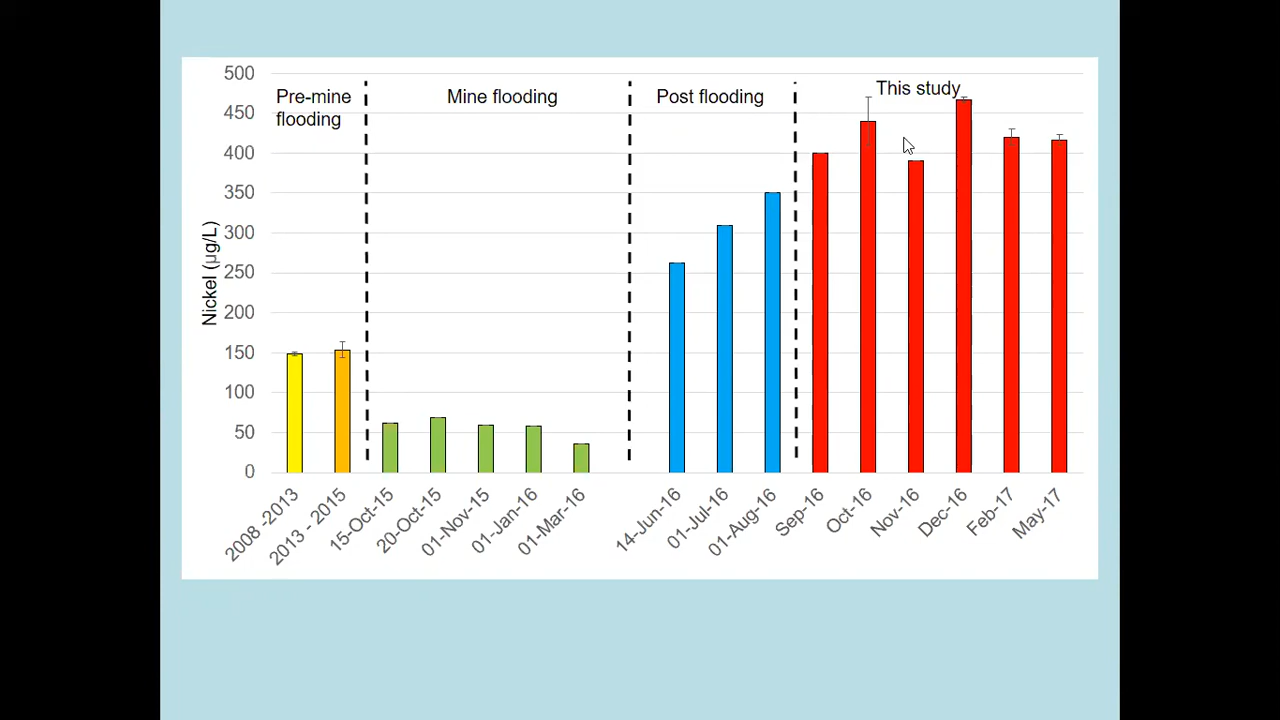 500
450
400
350
300
250
200
150
100
50
0
Nickel (µg/L)
Pre-mine
flooding
Mine flooding
Post flooding
This study
2008 -2013
2013 - 2015
15-Oct-15
20-Oct-15
01-Nov-15
01-Jan-16
01-Mar-16
14-Jun-16
01-Jul-16
01-Aug-16
Sep-16
Oct-16
Nov-16
Dec-16
Feb-17
May-17